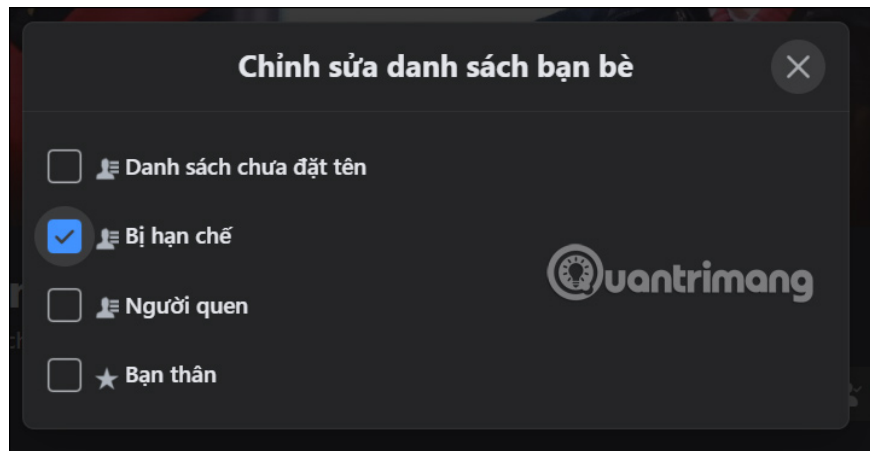 Chỉnh sửa danh sách bạn bè
Danh sách chưa đặt tên
Bị hạn chế
Quantrimang
Người quen
Bạn thân